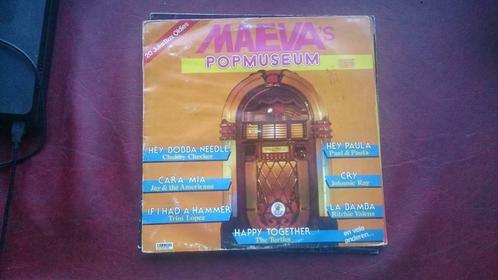 20 Jukebox Oldies
MAEVA's
POPMUSEUM
HEY BOBBA NEEDLE
Chubby Checker
HEY PAULA
Paul & Paula
CARA MIA
Jay & the Americans
CRY
Johnnie Ray
IF I HAD A HAMMER
Trini Lopez
LA BAMBA
Ritchie Valens
HAPPY TOGETHER
The Turtles
en vele
anderen...